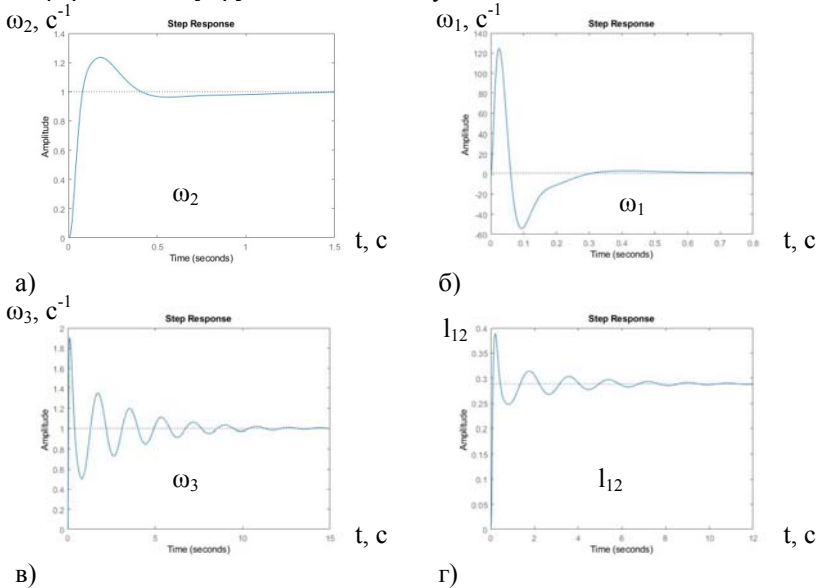 ω₂, c⁻¹
Step Response
1.4
1.2
1
0.8
0.6
0.4
0.2
0
Amplitude
ω₂
0 0.5 1 1.5
Time (seconds)
t, c
а)
ω₁, c⁻¹
Step Response
140
120
100
80
60
40
20
0
-20
-40
-60
Amplitude
ω₁
0 0.1 0.2 0.3 0.4 0.5 0.6 0.7 0.8
Time (seconds)
t, c
б)
ω₃, c⁻¹
Step Response
2
1.8
1.6
1.4
1.2
1
0.8
0.6
0.4
0.2
0
Amplitude
ω₃
0 5 10 15
Time (seconds)
t, c
в)
l₁₂
Step Response
0.4
0.35
0.3
0.25
0.2
0.15
0.1
0.05
0
Amplitude
l₁₂
0 2 4 6 8 10 12
Time (seconds)
t, c
г)